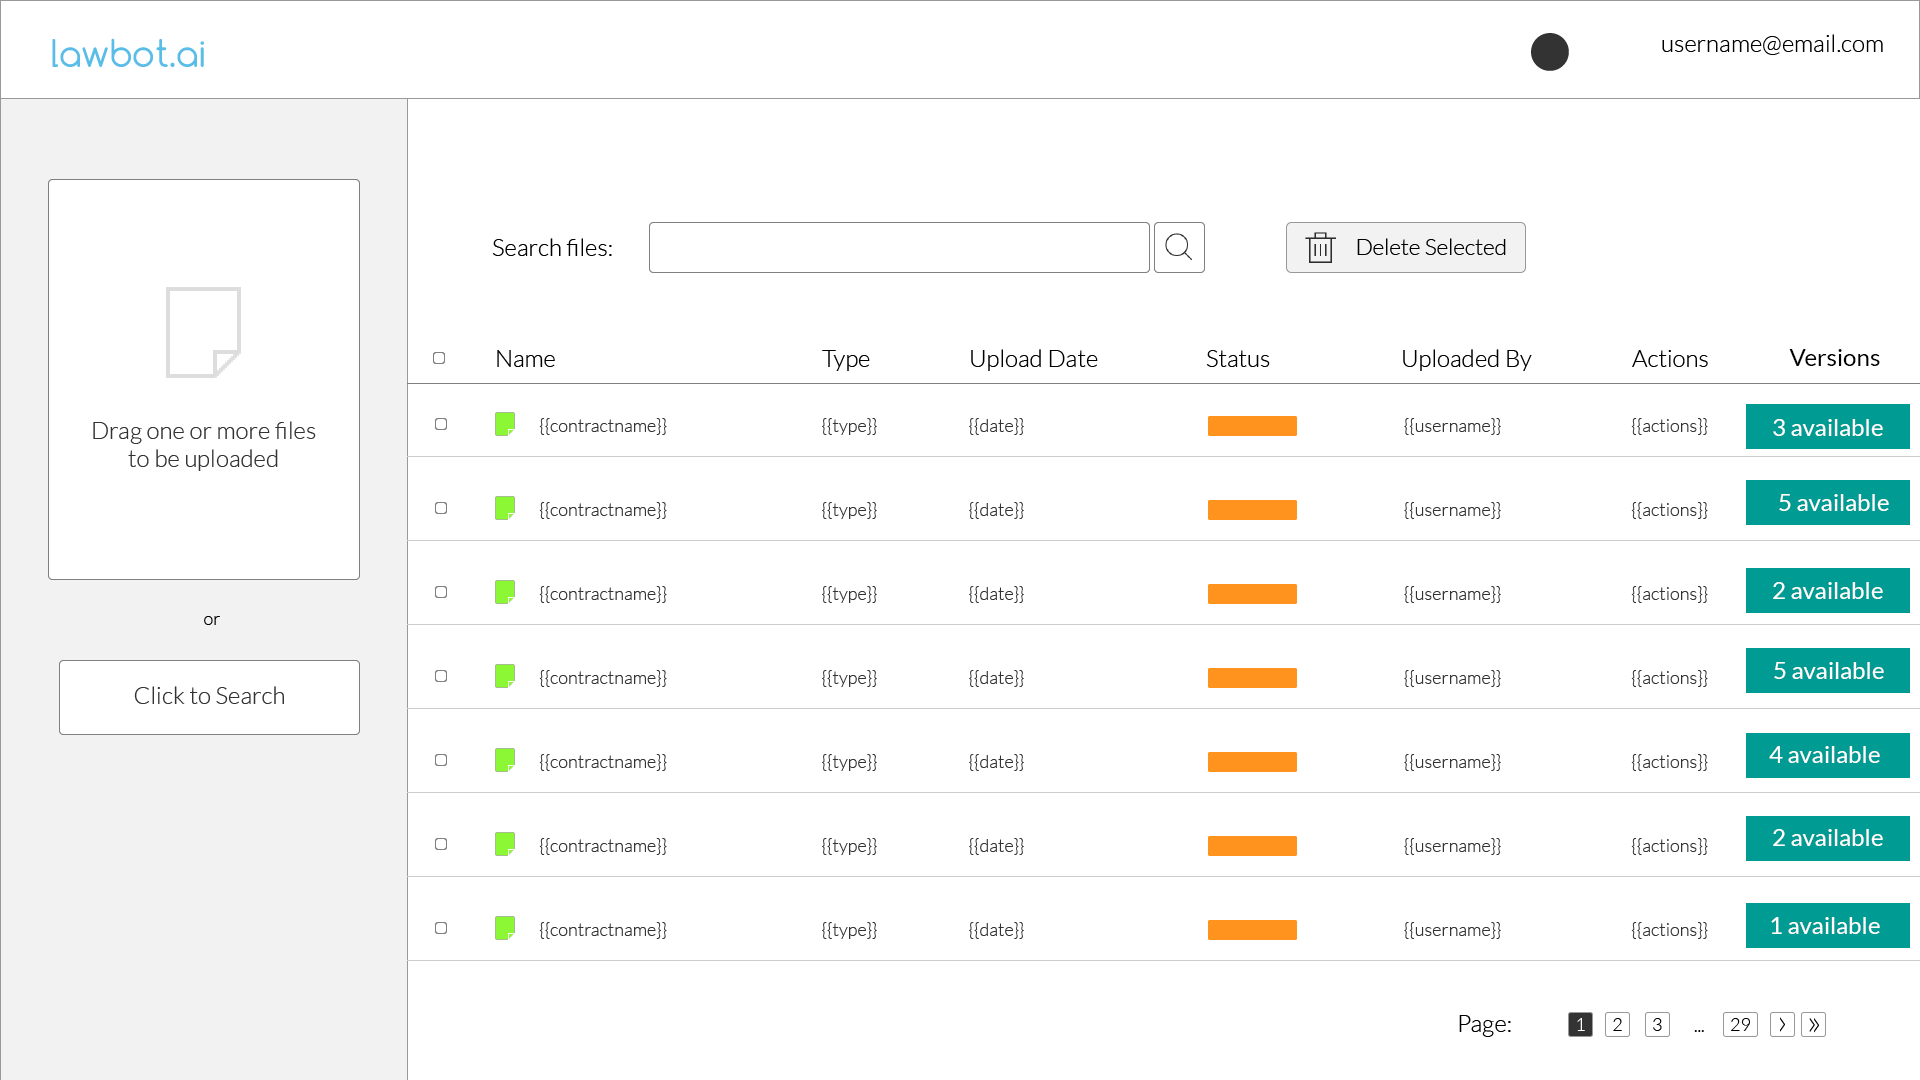 lawbot.ai
username@email.com
Drag one or more files
to be uploaded
or
Click to Search
Search files:
Delete Selected
Name Type Upload Date Status Uploaded By Actions Versions
{{contractname}} {{type}} {{date}} {{username}} {{actions}} 3 available
{{contractname}} {{type}} {{date}} {{username}} {{actions}} 5 available
{{contractname}} {{type}} {{date}} {{username}} {{actions}} 2 available
{{contractname}} {{type}} {{date}} {{username}} {{actions}} 5 available
{{contractname}} {{type}} {{date}} {{username}} {{actions}} 4 available
{{contractname}} {{type}} {{date}} {{username}} {{actions}} 2 available
{{contractname}} {{type}} {{date}} {{username}} {{actions}} 1 available
Page: 1 2 3 ... 29 > »